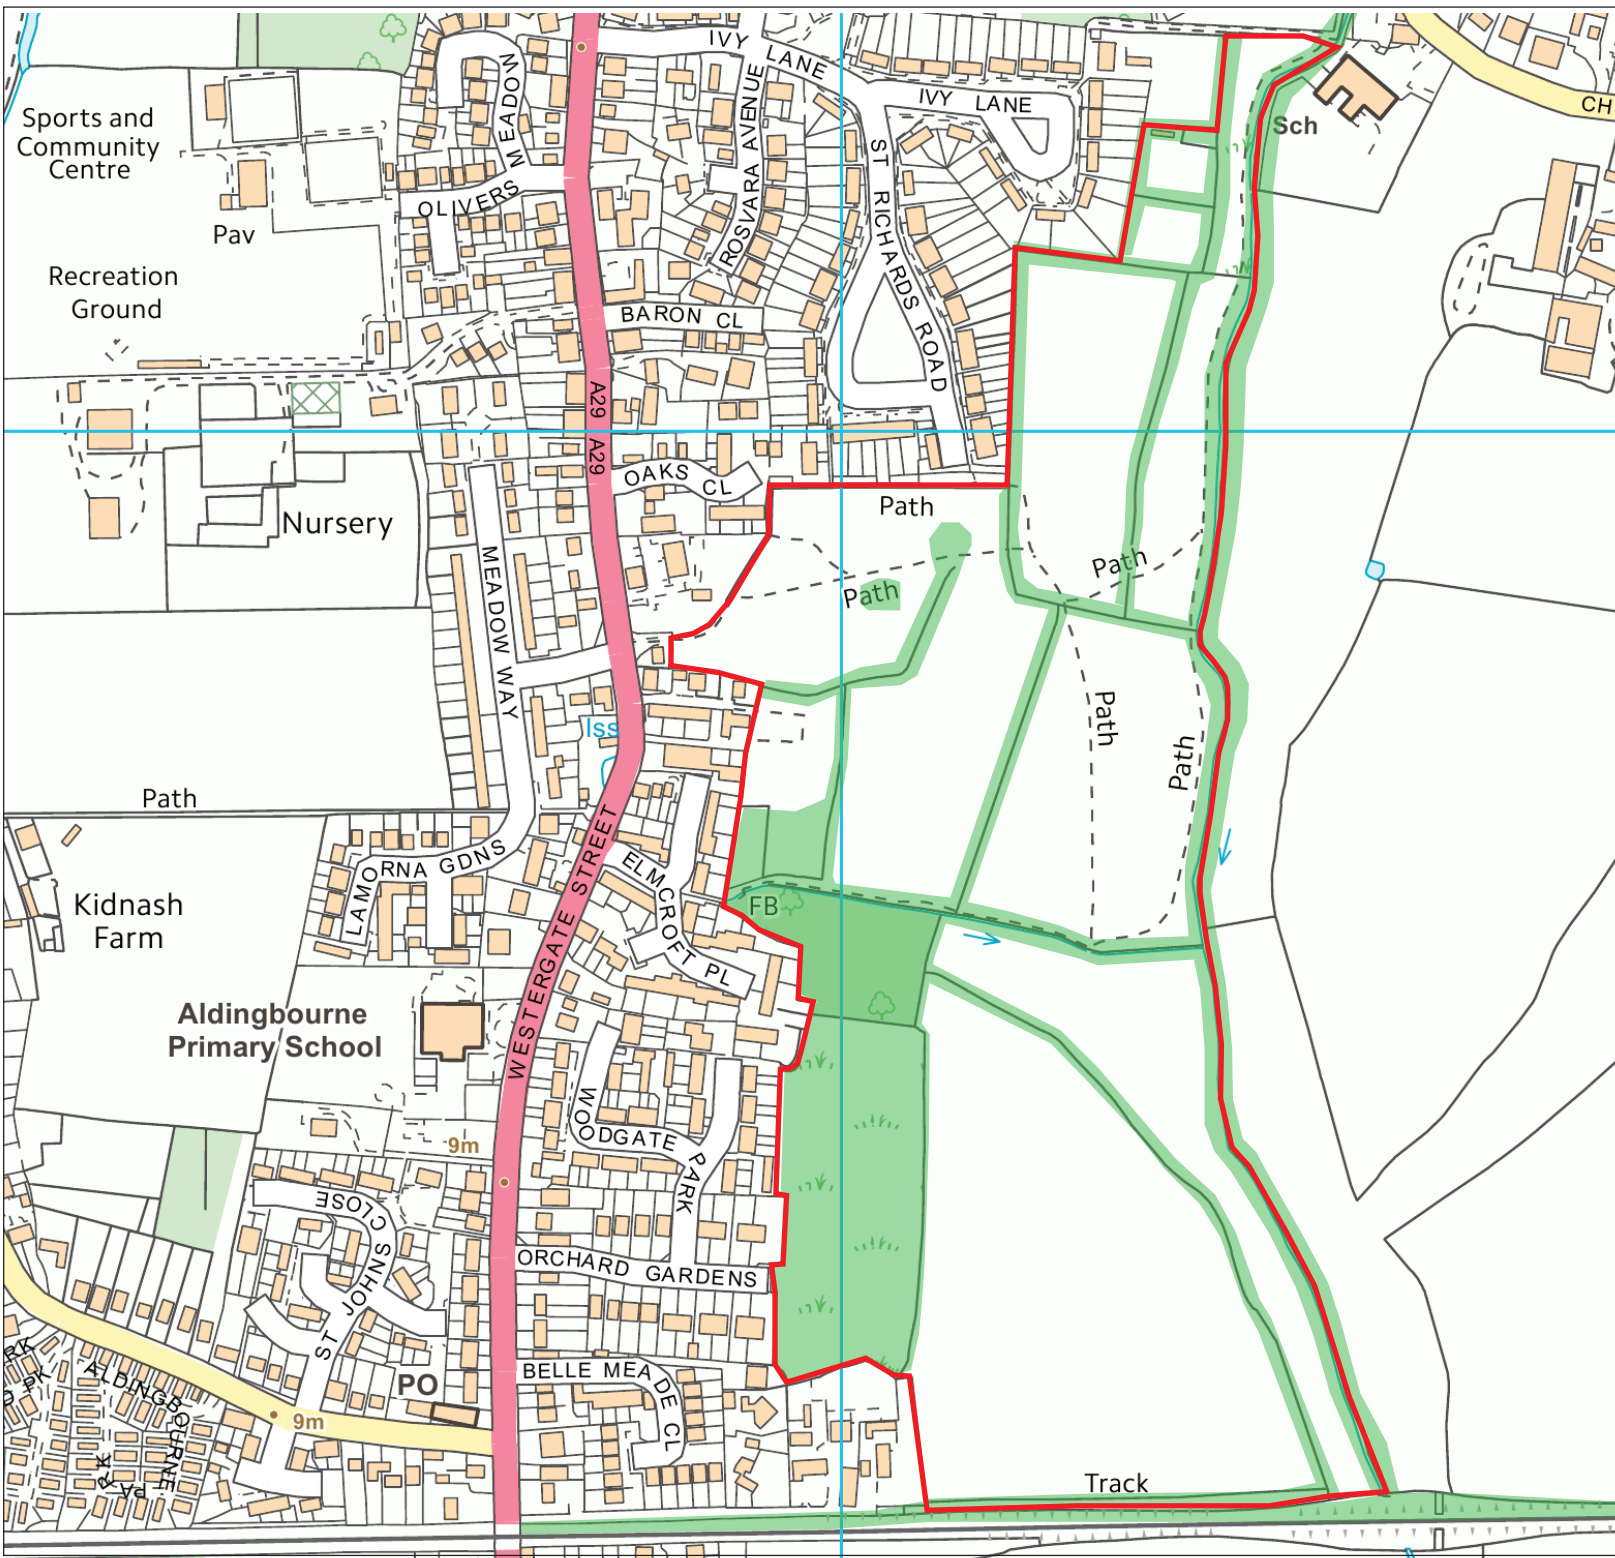 IVY LANE
IVY LANE
CH
Sch
Sports and
Community
Centre
Pav
OLIVERS MEADOW
ROSVARA AVENUE
ST RICHARDS ROAD
Recreation
Ground
BARON CL
A29
A29
OAKS CL
Path
Nursery
MEADOW WAY
Path
Path
Path
Path
Iss
Path
WESTERGATE STREET
LAMORNA GDNS
ELMCROFT PL
FB
Kidnash
Farm
Aldingbourne
Primary School
9m
WOODGATE PARK
ST JOHNS CLOSE
ORCHARD GARDENS
BELLE MEADE CL
PO
9m
ALDINGBOURNE
PARK
RK
PK
Track